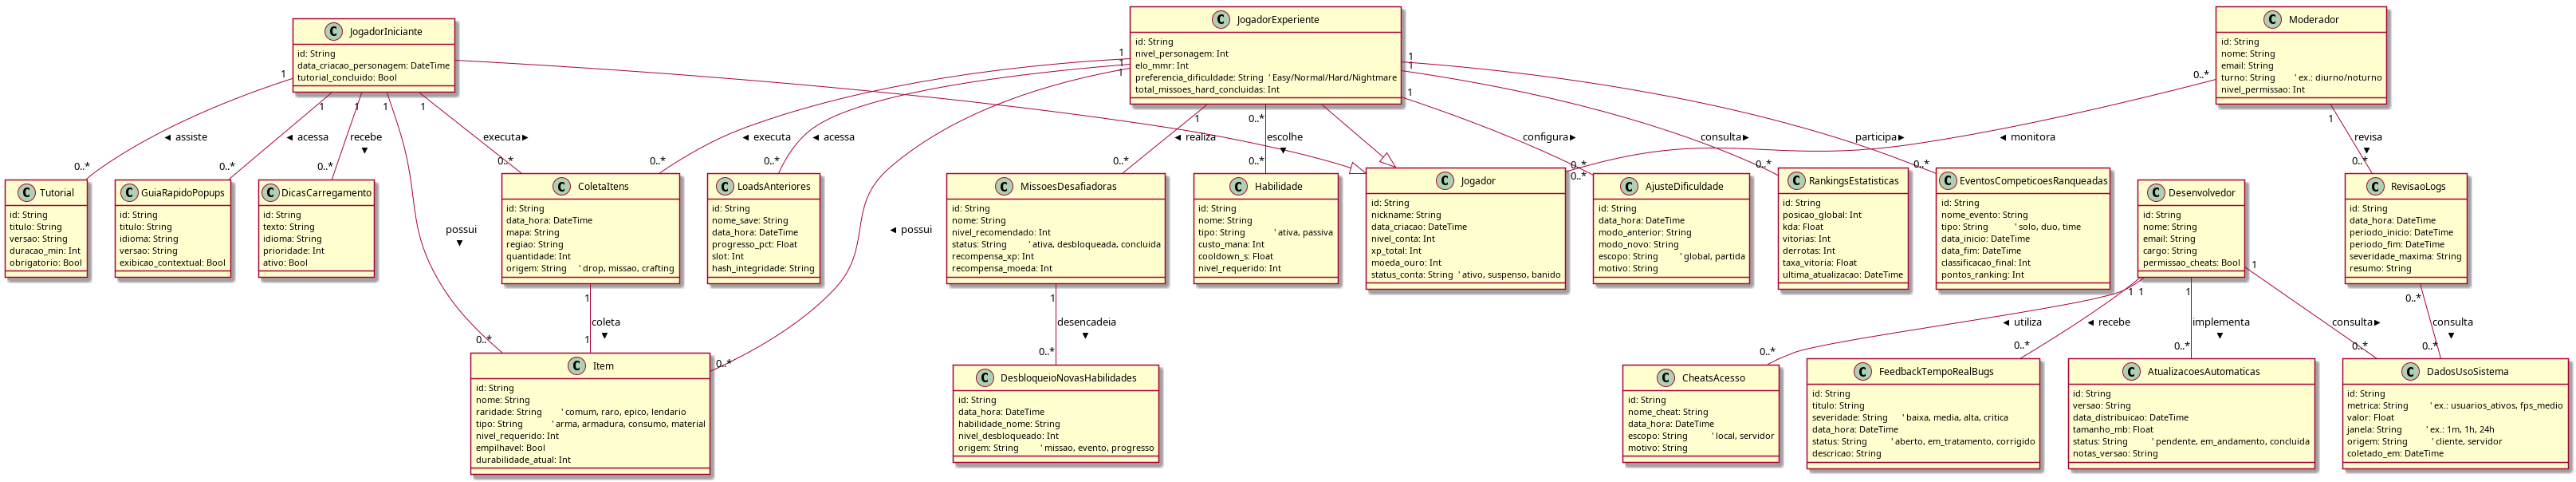 JogadorIniciante
id: String
data_criacao_personagem: DateTime
tutorial_concluido: Bool
JogadorExperiente
id: String
nivel_personagem: Int
elo_mmr: Int
preferencia_dificuldade: String ' Easy/Normal/Hard/Nightmare
total_missoes_hard_concluidas: Int
Moderador
id: String
nome: String
email: String
turno: String ' ex.: diurno/noturno
nivel_permissao: Int
1
1
1
1
1
1
1
1
0..*
1
1
1
1
1
0..*
1
1
◄ assiste
◄ acessa
recebe
▼
executa►
◄ executa
◄ acessa
◄ realiza
escolhe
▼
configura►
consulta►
participa►
◄ monitora
revisa
▼
0..*
0..*
0..*
0..*
0..*
0..*
0..*
0..*
0..*
0..*
0..*
0..*
0..*
Tutorial
id: String
titulo: String
versao: String
duracao_min: Int
obrigatorio: Bool
GuiaRapidoPopups
id: String
titulo: String
idioma: String
versao: String
exibicao_contextual: Bool
DicasCarregamento
id: String
texto: String
idioma: String
prioridade: Int
ativo: Bool
possui
▼
ColetaItens
id: String
data_hora: DateTime
mapa: String
regiao: String
quantidade: Int
origem: String ' drop, missao, crafting
LoadsAnteriores
id: String
nome_save: String
data_hora: DateTime
progresso_pct: Float
slot: Int
hash_integridade: String
◄ possui
MissoesDesafiadoras
id: String
nome: String
nivel_recomendado: Int
status: String ' ativa, desbloqueada, concluida
recompensa_xp: Int
recompensa_moeda: Int
Habilidade
id: String
nome: String
tipo: String ' ativa, passiva
custo_mana: Int
cooldown_s: Float
nivel_requerido: Int
Jogador
id: String
nickname: String
data_criacao: DateTime
nivel_conta: Int
xp_total: Int
moeda_ouro: Int
status_conta: String ' ativo, suspenso, banido
AjusteDificuldade
id: String
data_hora: DateTime
modo_anterior: String
modo_novo: String
escopo: String ' global, partida
motivo: String
RankingsEstatisticas
id: String
posicao_global: Int
kda: Float
vitorias: Int
derrotas: Int
taxa_vitoria: Float
ultima_atualizacao: DateTime
EventosCompeticoesRanqueadas
id: String
nome_evento: String
tipo: String ' solo, duo, time
data_inicio: DateTime
data_fim: DateTime
classificacao_final: Int
pontos_ranking: Int
Desenvolvedor
id: String
nome: String
email: String
cargo: String
permissao_cheats: Bool
RevisaoLogs
id: String
data_hora: DateTime
periodo_inicio: DateTime
periodo_fim: DateTime
severidade_maxima: String
resumo: String
1
1
1
1
1
1
0..*
coleta
▼
desencadeia
▼
◄ utiliza
◄ recebe
implementa
▼
consulta►
consulta
▼
0..*
1
0..*
0..*
0..*
0..*
0..*
0..*
0..*
Item
id: String
nome: String
raridade: String ' comum, raro, epico, lendario
tipo: String ' arma, armadura, consumo, material
nivel_requerido: Int
empilhavel: Bool
durabilidade_atual: Int
DesbloqueioNovasHabilidades
id: String
data_hora: DateTime
habilidade_nome: String
nivel_desbloqueado: Int
origem: String ' missao, evento, progresso
CheatsAcesso
id: String
nome_cheat: String
data_hora: DateTime
escopo: String ' local, servidor
motivo: String
FeedbackTempoRealBugs
id: String
titulo: String
severidade: String ' baixa, media, alta, critica
data_hora: DateTime
status: String ' aberto, em_tratamento, corrigido
descricao: String
AtualizacoesAutomaticas
id: String
versao: String
data_distribuicao: DateTime
tamanho_mb: Float
status: String ' pendente, em_andamento, concluida
notas_versao: String
DadosUsoSistema
id: String
metrica: String ' ex.: usuarios_ativos, fps_medio
valor: Float
janela: String ' ex.: 1m, 1h, 24h
origem: String ' cliente, servidor
coletado_em: DateTime